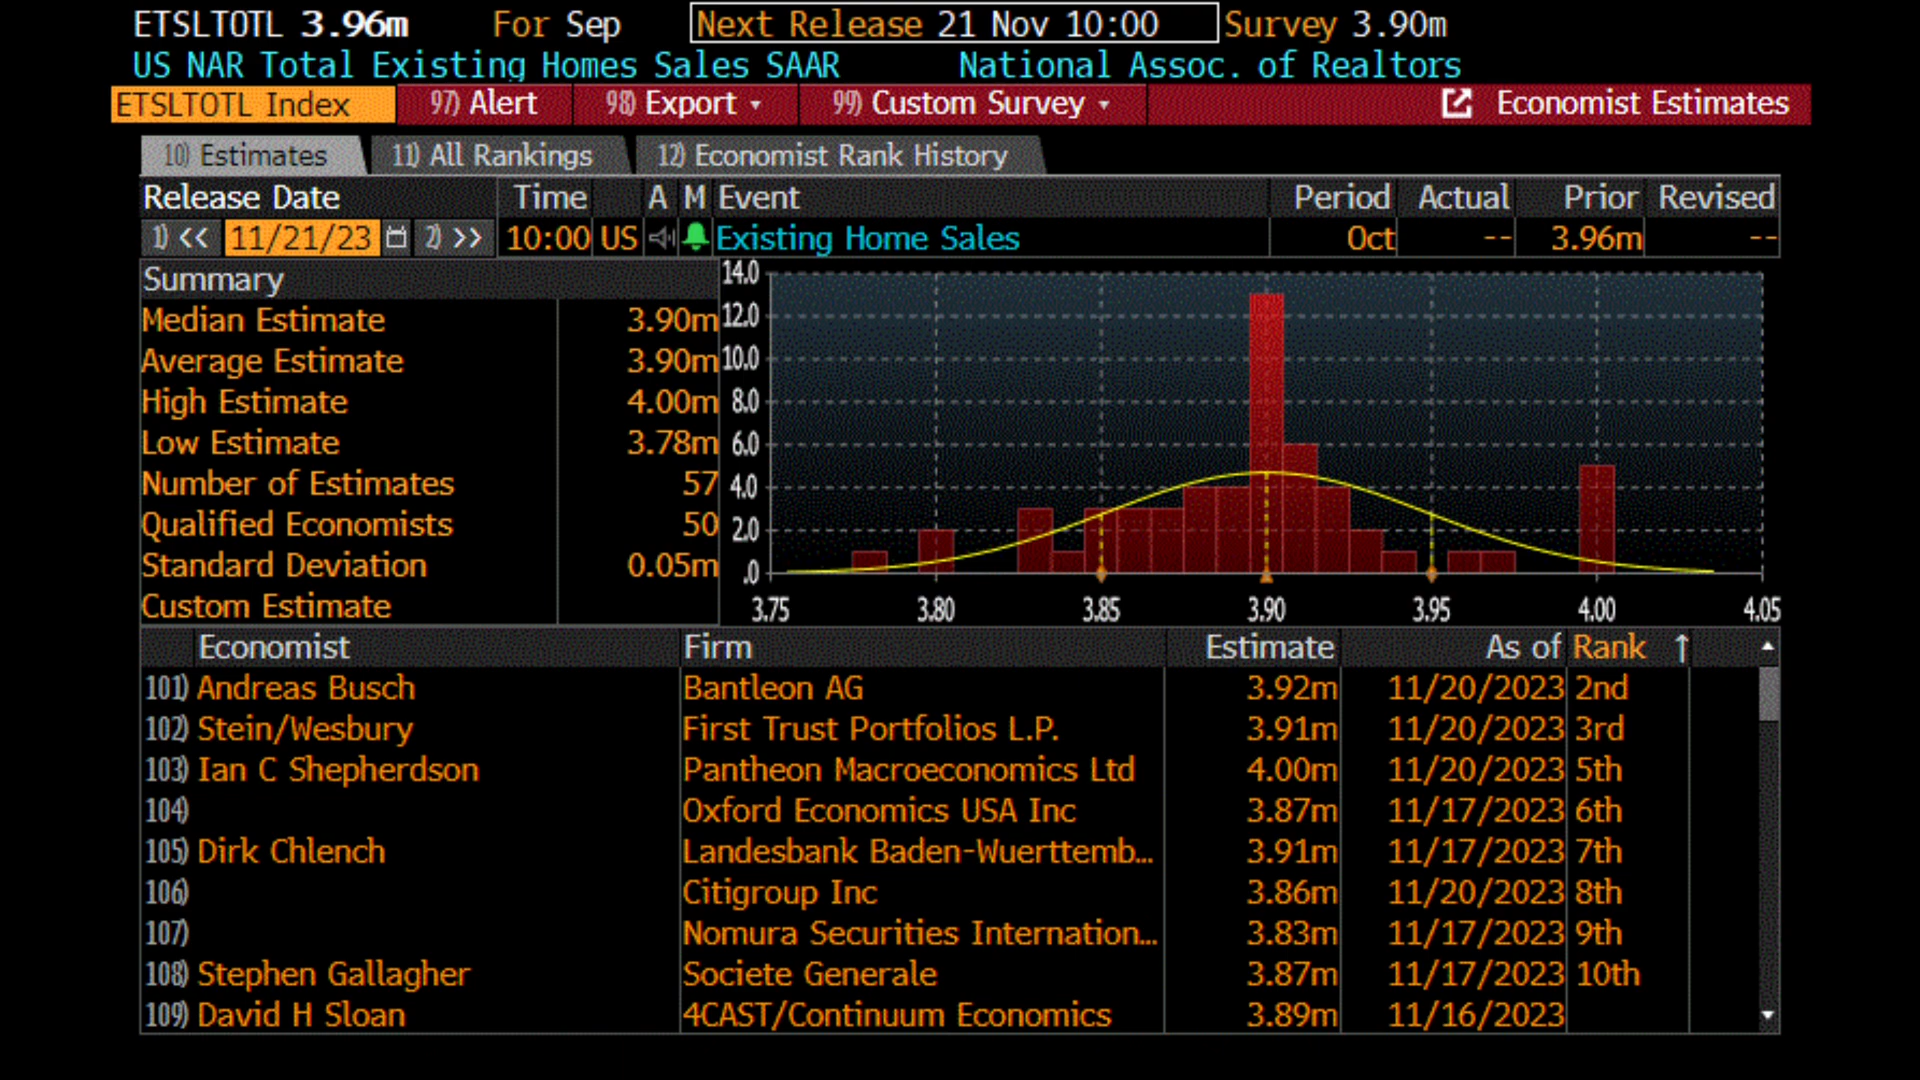 ETSLTOTL 3.96m For Sep Next Release 21 Nov 10:00 Survey 3.90m
US NAR Total Existing Homes Sales SAAR National Assoc. of Realtors
ETSLTOTL Index 97) Alert 98) Export 99) Custom Survey Economist Estimates
10) Estimates 11) All Rankings 12) Economist Rank History
Release Date Time A M Event Period Actual Prior Revised
1) << 11/21/23 2) >> 10:00 US Existing Home Sales Oct -- 3.96m --
Summary
Median Estimate 3.90m
Average Estimate 3.90m
High Estimate 4.00m
Low Estimate 3.78m
Number of Estimates 57
Qualified Economists 50
Standard Deviation 0.05m
Custom Estimate
14.0
12.0
10.0
8.0
6.0
4.0
2.0
.0
3.75 3.80 3.85 3.90 3.95 4.00 4.05
Economist Firm Estimate As of Rank ↑
101) Andreas Busch Bantleon AG 3.92m 11/20/2023 2nd
102) Stein/Wesbury First Trust Portfolios L.P. 3.91m 11/20/2023 3rd
103) Ian C Shepherdson Pantheon Macroeconomics Ltd 4.00m 11/20/2023 5th
104) Oxford Economics USA Inc 3.87m 11/17/2023 6th
105) Dirk Chlench Landesbank Baden-Wuerttemb... 3.91m 11/17/2023 7th
106) Citigroup Inc 3.86m 11/20/2023 8th
107) Nomura Securities Internation... 3.83m 11/17/2023 9th
108) Stephen Gallagher Societe Generale 3.87m 11/17/2023 10th
109) David H Sloan 4CAST/Continuum Economics 3.89m 11/16/2023